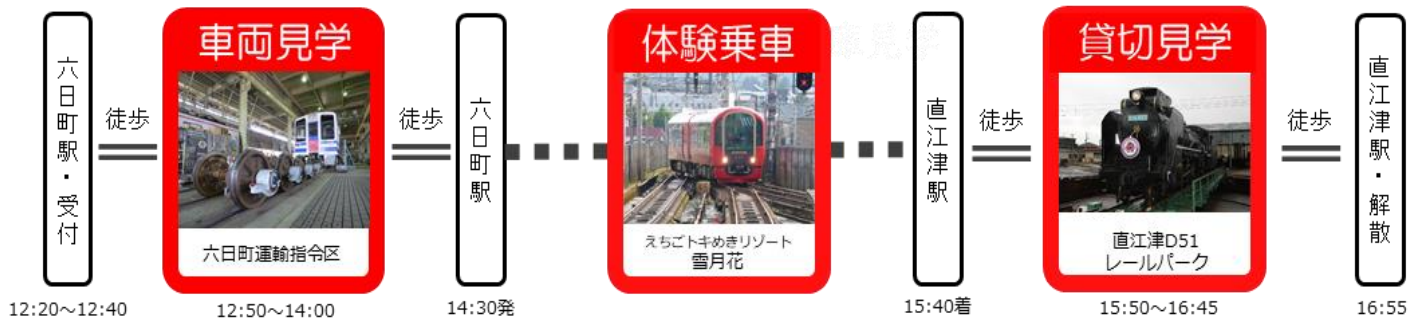 六日町駅・受付
12:20～12:40
徒歩
車両見学
六日町運輸指令区
12:50～14:00
徒歩
六日町駅
14:30発
体験乗車
えちごトキめきリゾート
雪月花
直江津駅
15:40着
徒歩
貸切見学
直江津D51
レールパーク
15:50～16:45
徒歩
直江津駅・解散
16:55